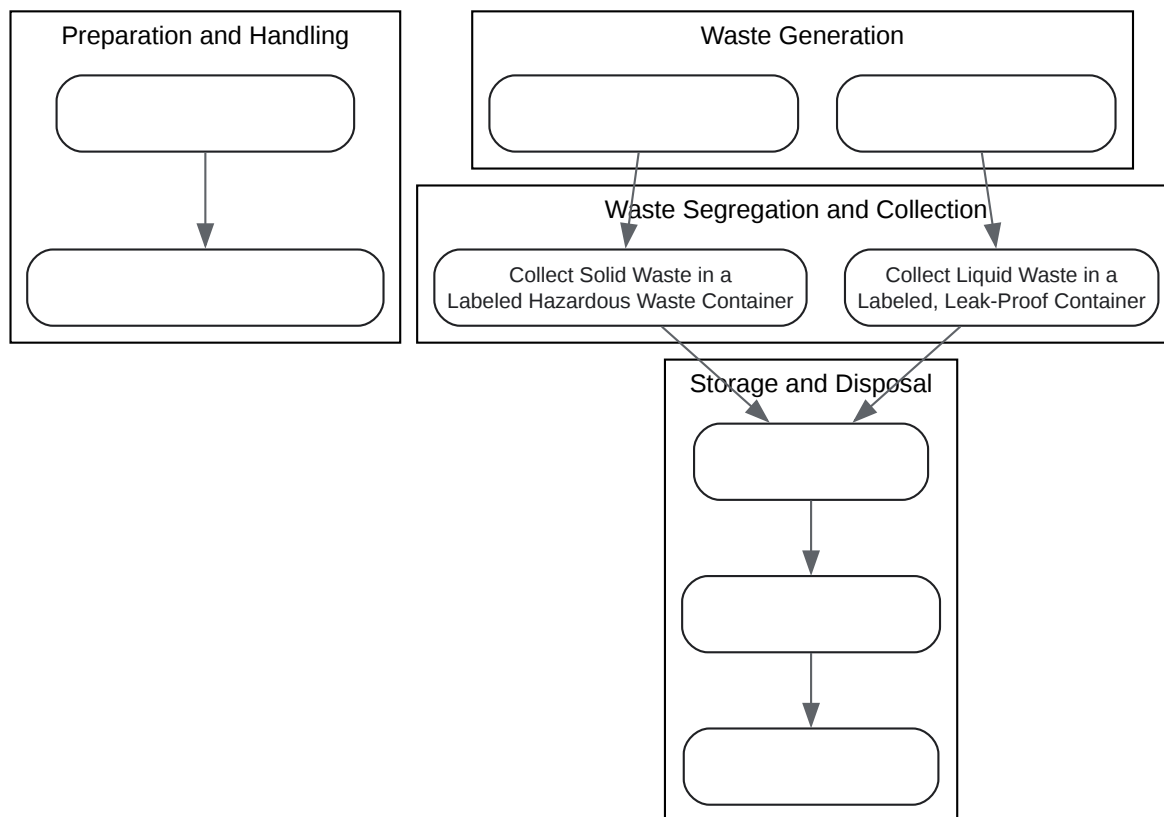 Preparation and Handling
Waste Generation
Waste Segregation and Collection
Collect Solid Waste in a
Labeled Hazardous Waste Container
Collect Liquid Waste in a
Labeled, Leak-Proof Container
Storage and Disposal